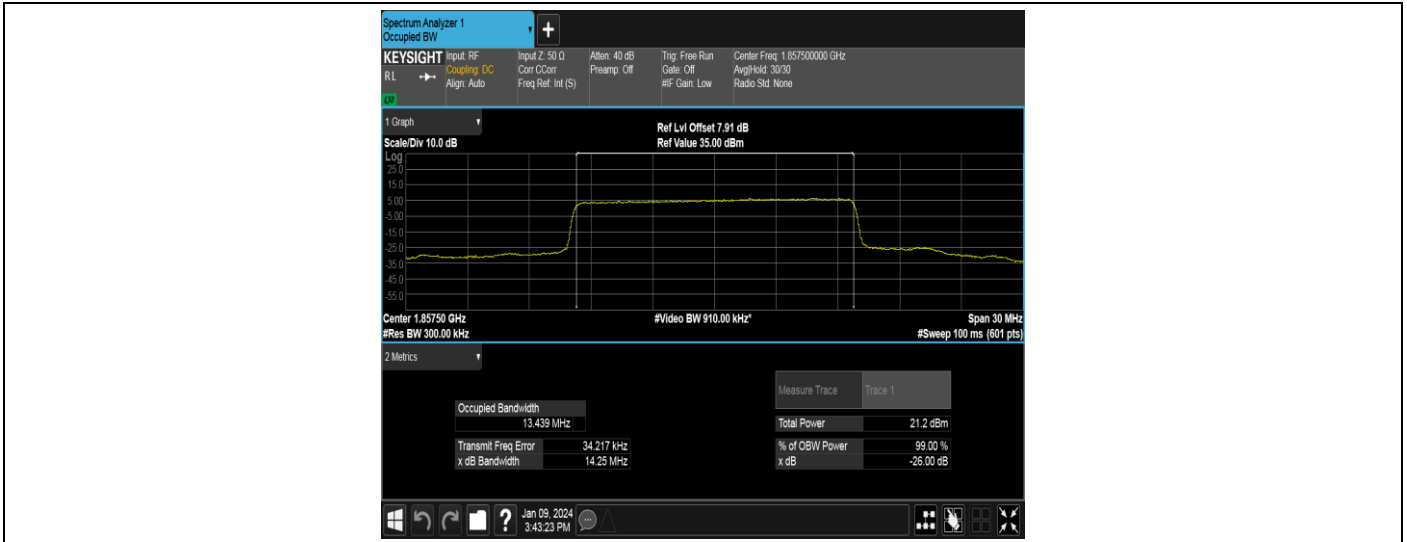 Spectrum Analyzer 1
Occupied BW
+
KEYSIGHT
RL
LXI
Input: RF
Coupling: DC
Align: Auto
Input Z: 50 Ω
Corr CCorr
Freq Ref: Int (S)
Atten: 40 dB
Preamp: Off
Trig: Free Run
Gate: Off
#IF Gain: Low
Center Freq: 1.857500000 GHz
Avg|Hold: 30/30
Radio Std: None
1 Graph
Scale/Div 10.0 dB
Ref Lvl Offset 7.91 dB
Ref Value 35.00 dBm
Log
25.0
15.0
5.00
-5.00
-15.0
-25.0
-35.0
-45.0
-55.0
Center 1.85750 GHz
#Video BW 910.00 kHz*
Span 30 MHz
#Res BW 300.00 kHz
#Sweep 100 ms (601 pts)
2 Metrics
Measure Trace Trace 1
Occupied Bandwidth
13.439 MHz
Total Power 21.2 dBm
Transmit Freq Error 34.217 kHz
% of OBW Power 99.00 %
x dB Bandwidth 14.25 MHz
x dB -26.00 dB
?
Jan 09, 2024
3:43:23 PM